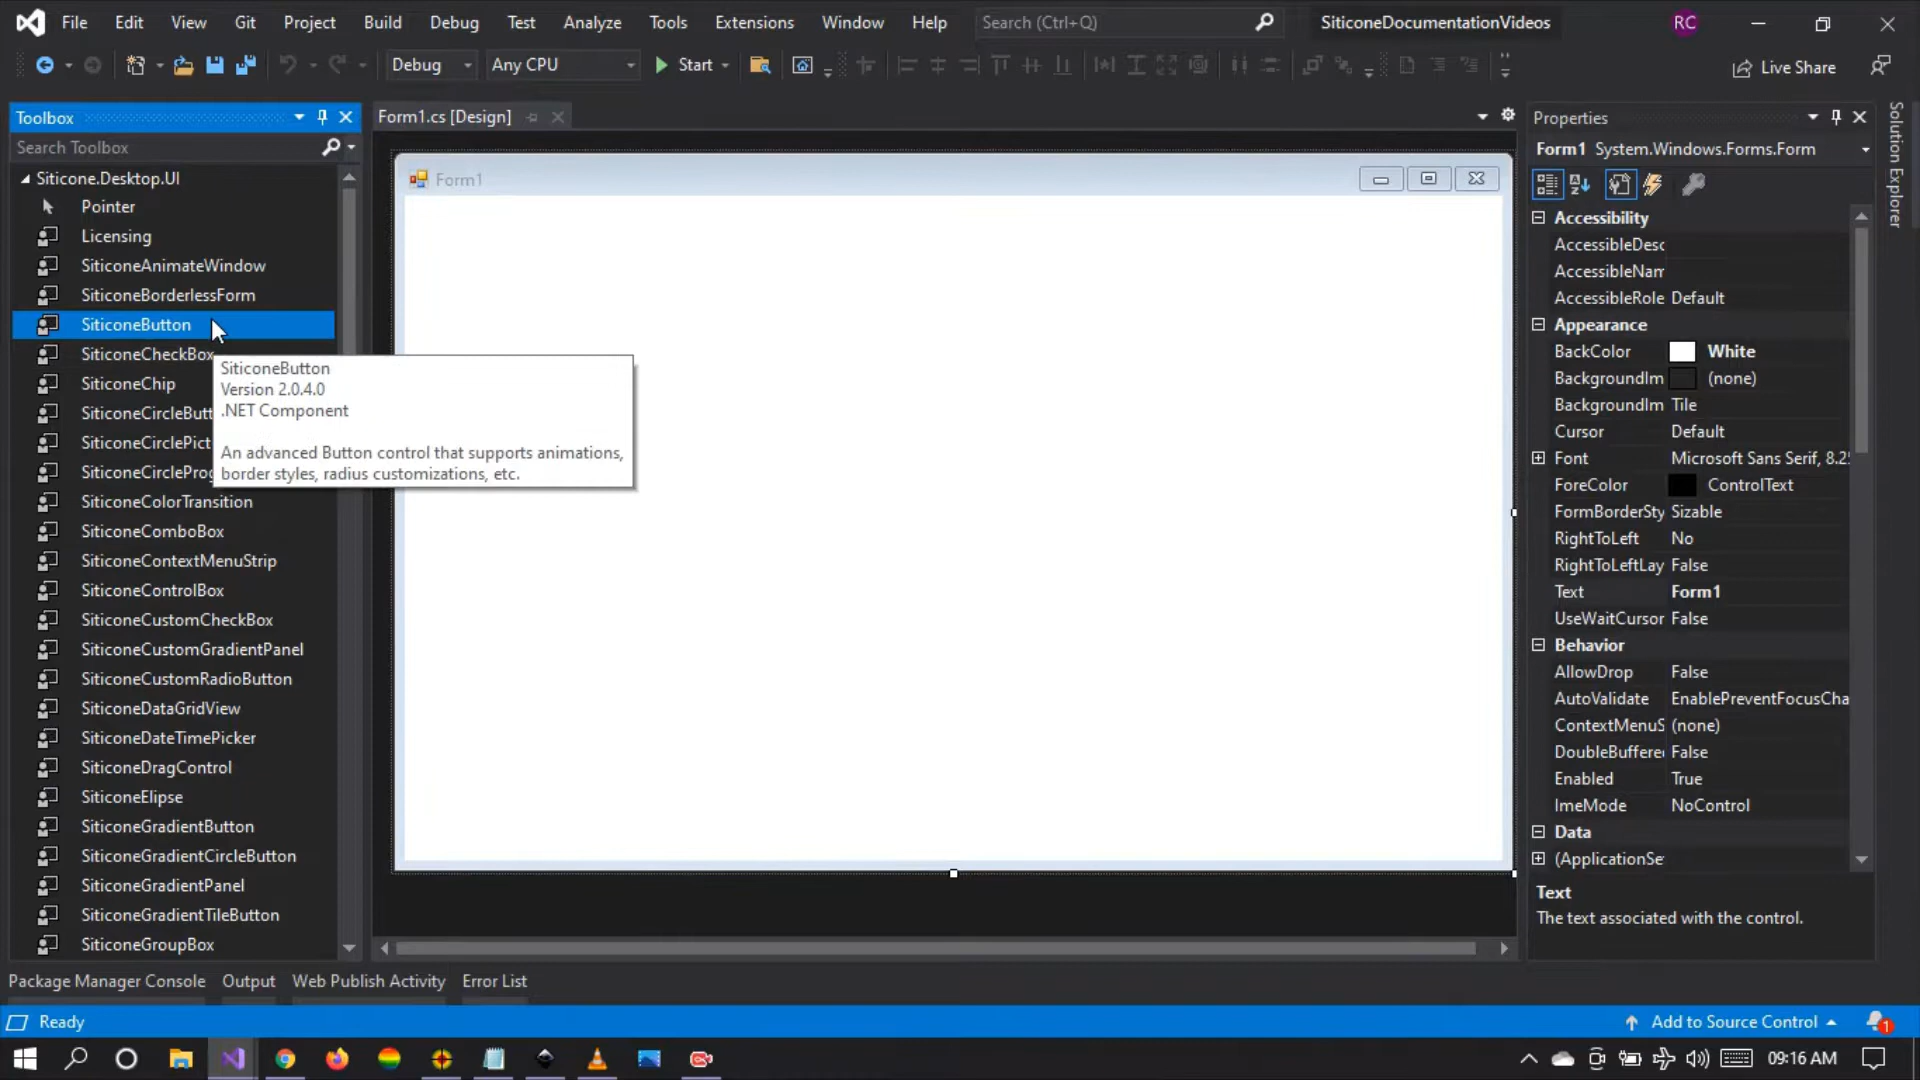 File Edit View Git Project Build Debug Test Analyze Tools Extensions Window Help Search (Ctrl+Q) SiticoneDocumentationVideos RC
Debug Any CPU Start Live Share
Toolbox
Search Toolbox
Siticone.Desktop.UI
Pointer
Licensing
SiticoneAnimateWindow
SiticoneBorderlessForm
SiticoneButton
SiticoneCheckBox
SiticoneChip
SiticoneCircleButt
SiticoneCirclePict
SiticoneCircleProg
SiticoneColorTransition
SiticoneComboBox
SiticoneContextMenuStrip
SiticoneControlBox
SiticoneCustomCheckBox
SiticoneCustomGradientPanel
SiticoneCustomRadioButton
SiticoneDataGridView
SiticoneDateTimePicker
SiticoneDragControl
SiticoneElipse
SiticoneGradientButton
SiticoneGradientCircleButton
SiticoneGradientPanel
SiticoneGradientTileButton
SiticoneGroupBox
SiticoneButton
Version 2.0.4.0
.NET Component
An advanced Button control that supports animations,
border styles, radius customizations, etc.
Form1.cs [Design]
Form1
Properties
Form1 System.Windows.Forms.Form
Accessibility
AccessibleDesc
AccessibleNam
AccessibleRole Default
Appearance
BackColor White
BackgroundIm (none)
BackgroundIm Tile
Cursor Default
Font Microsoft Sans Serif, 8.25
ForeColor ControlText
FormBorderSty Sizable
RightToLeft No
RightToLeftLay False
Text Form1
UseWaitCursor False
Behavior
AllowDrop False
AutoValidate EnablePreventFocusCha
ContextMenuS (none)
DoubleBuffered False
Enabled True
ImeMode NoControl
Data
(ApplicationSe
Text
The text associated with the control.
Solution Explorer
Package Manager Console Output Web Publish Activity Error List
Ready Add to Source Control 1
09:16 AM